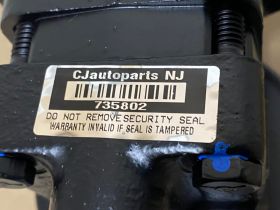 CJautoparts NJ
735802
DO NOT REMOVE SECURITY SEAL
WARRANTY INVALID IF SEAL IS TAMPERED